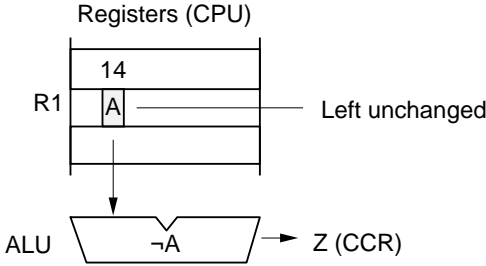 Registers (CPU)
14
R1
A
Left unchanged
ALU
¬A
Z (CCR)